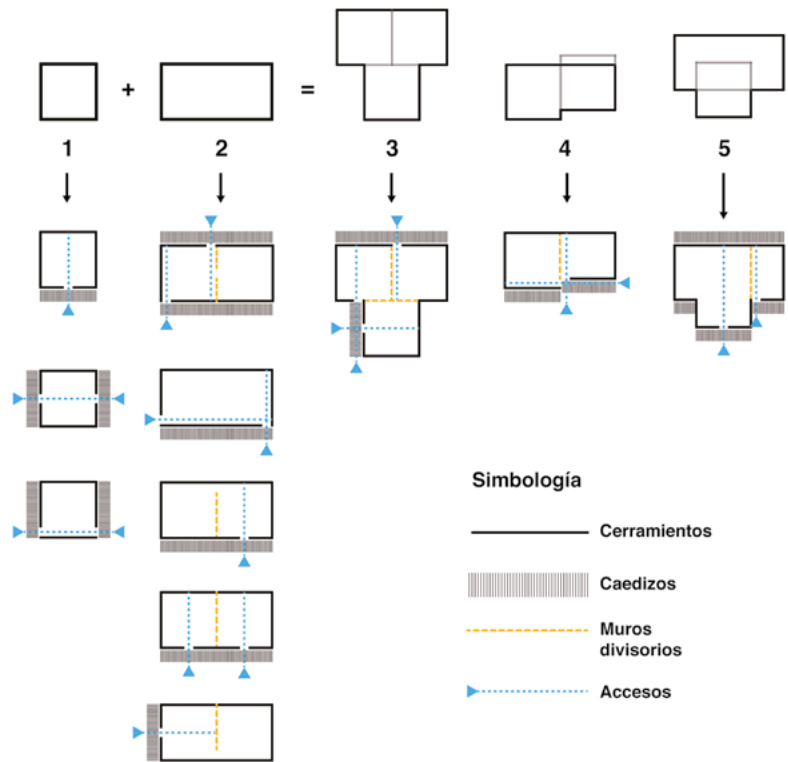 + =
1 2 3 4 5
Simbología
Cerramientos
Caedizos
Muros
divisorios
Accesos